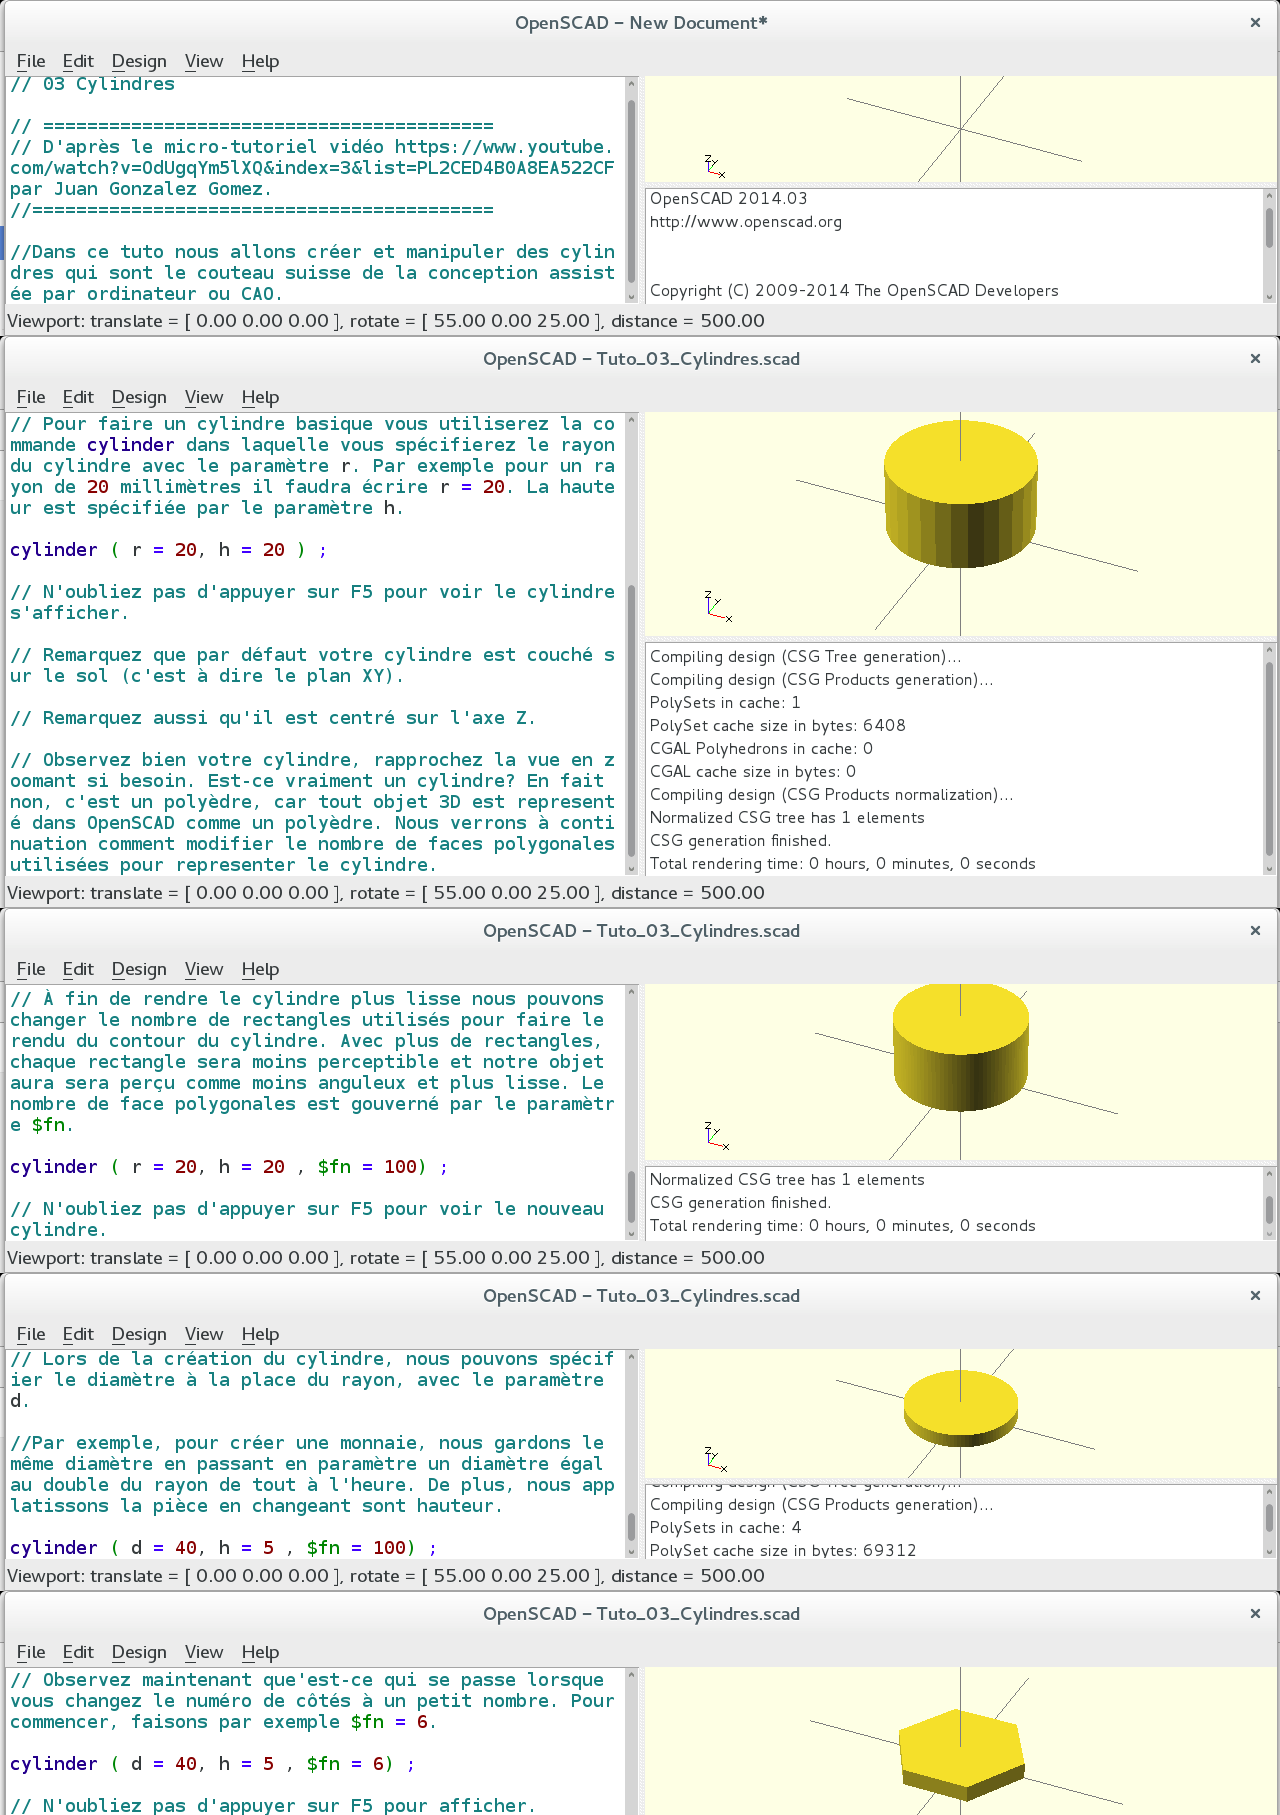 OpenSCAD – New Document*
×
File Edit Design View Help
// 03 Cylindres
// =========================================
// D'après le micro-tutoriel vidéo https://www.youtube.
com/watch?v=OdUgqYm5lXQ&index=3&list=PL2CED4B0A8EA522CF
par Juan Gonzalez Gomez.
//==========================================
//Dans ce tuto nous allons créer et manipuler des cylin
dres qui sont le couteau suisse de la conception assist
ée par ordinateur ou CAO.
Z
Y
X
OpenSCAD 2014.03
http://www.openscad.org
Copyright (C) 2009-2014 The OpenSCAD Developers
Viewport: translate = [ 0.00 0.00 0.00 ], rotate = [ 55.00 0.00 25.00 ], distance = 500.00
OpenSCAD – Tuto_03_Cylindres.scad
×
File Edit Design View Help
// Pour faire un cylindre basique vous utiliserez la co
mmande cylinder dans laquelle vous spécifierez le rayon
du cylindre avec le paramètre r. Par exemple pour un ra
yon de 20 millimètres il faudra écrire r = 20. La haute
ur est spécifiée par le paramètre h.
cylinder ( r = 20, h = 20 ) ;
// N'oubliez pas d'appuyer sur F5 pour voir le cylindre
s'afficher.
// Remarquez que par défaut votre cylindre est couché s
ur le sol (c'est à dire le plan XY).
// Remarquez aussi qu'il est centré sur l'axe Z.
// Observez bien votre cylindre, rapprochez la vue en z
oomant si besoin. Est-ce vraiment un cylindre? En fait
non, c'est un polyèdre, car tout objet 3D est represent
é dans OpenSCAD comme un polyèdre. Nous verrons à conti
nuation comment modifier le nombre de faces polygonales
utilisées pour representer le cylindre.
Z
Y
X
Compiling design (CSG Tree generation)...
Compiling design (CSG Products generation)...
PolySets in cache: 1
PolySet cache size in bytes: 6408
CGAL Polyhedrons in cache: 0
CGAL cache size in bytes: 0
Compiling design (CSG Products normalization)...
Normalized CSG tree has 1 elements
CSG generation finished.
Total rendering time: 0 hours, 0 minutes, 0 seconds
Viewport: translate = [ 0.00 0.00 0.00 ], rotate = [ 55.00 0.00 25.00 ], distance = 500.00
OpenSCAD – Tuto_03_Cylindres.scad
×
File Edit Design View Help
// À fin de rendre le cylindre plus lisse nous pouvons
changer le nombre de rectangles utilisés pour faire le
rendu du contour du cylindre. Avec plus de rectangles,
chaque rectangle sera moins perceptible et notre objet
aura sera perçu comme moins anguleux et plus lisse. Le
nombre de face polygonales est gouverné par le paramètr
e $fn.
cylinder ( r = 20, h = 20 , $fn = 100) ;
// N'oubliez pas d'appuyer sur F5 pour voir le nouveau
cylindre.
Z
Y
X
Normalized CSG tree has 1 elements
CSG generation finished.
Total rendering time: 0 hours, 0 minutes, 0 seconds
Viewport: translate = [ 0.00 0.00 0.00 ], rotate = [ 55.00 0.00 25.00 ], distance = 500.00
OpenSCAD – Tuto_03_Cylindres.scad
×
File Edit Design View Help
// Lors de la création du cylindre, nous pouvons spécif
ier le diamètre à la place du rayon, avec le paramètre
d.
//Par exemple, pour créer une monnaie, nous gardons le
même diamètre en passant en paramètre un diamètre égal
au double du rayon de tout à l'heure. De plus, nous app
latissons la pièce en changeant sont hauteur.
cylinder ( d = 40, h = 5 , $fn = 100) ;
Z
Y
X
Compiling design (CSG Tree generation)...
Compiling design (CSG Products generation)...
PolySets in cache: 4
PolySet cache size in bytes: 69312
Viewport: translate = [ 0.00 0.00 0.00 ], rotate = [ 55.00 0.00 25.00 ], distance = 500.00
OpenSCAD – Tuto_03_Cylindres.scad
×
File Edit Design View Help
// Observez maintenant que'est-ce qui se passe lorsque
vous changez le numéro de côtés à un petit nombre. Pour
commencer, faisons par exemple $fn = 6.
cylinder ( d = 40, h = 5 , $fn = 6) ;
// N'oubliez pas d'appuyer sur F5 pour afficher.